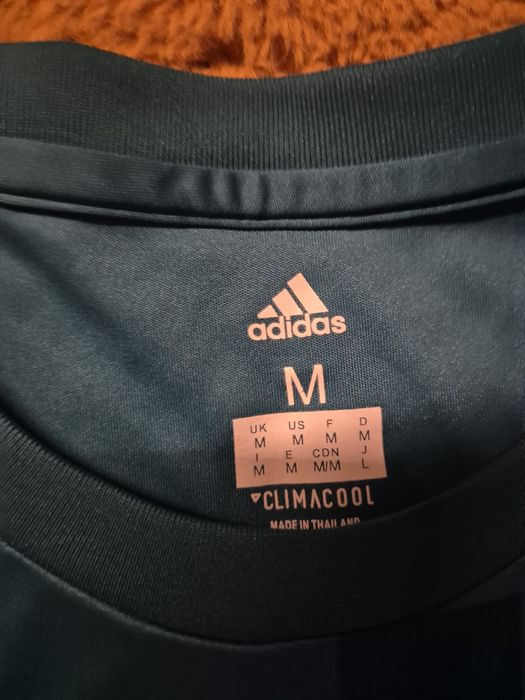 adidas
M
UK US F D
M M M M
I E CDN J
M M M/M L
CLIMACOOL
MADE IN THAILAND